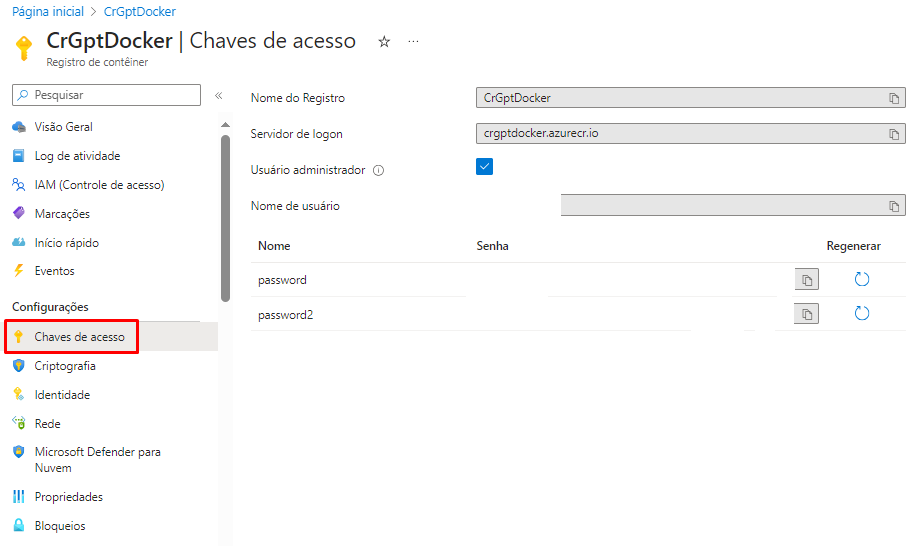 Página inicial > CrGptDocker
CrGptDocker | Chaves de acesso ☆ ...
Registro de contêiner
Pesquisar «
Visão Geral
Log de atividade
IAM (Controle de acesso)
Marcações
Início rápido
Eventos
Configurações
Chaves de acesso
Criptografia
Identidade
Rede
Microsoft Defender para
Nuvem
Propriedades
Bloqueios
Nome do Registro CrGptDocker
Servidor de logon crgptdocker.azurecr.io
Usuário administrador
Nome de usuário
Nome Senha Regenerar
password
password2